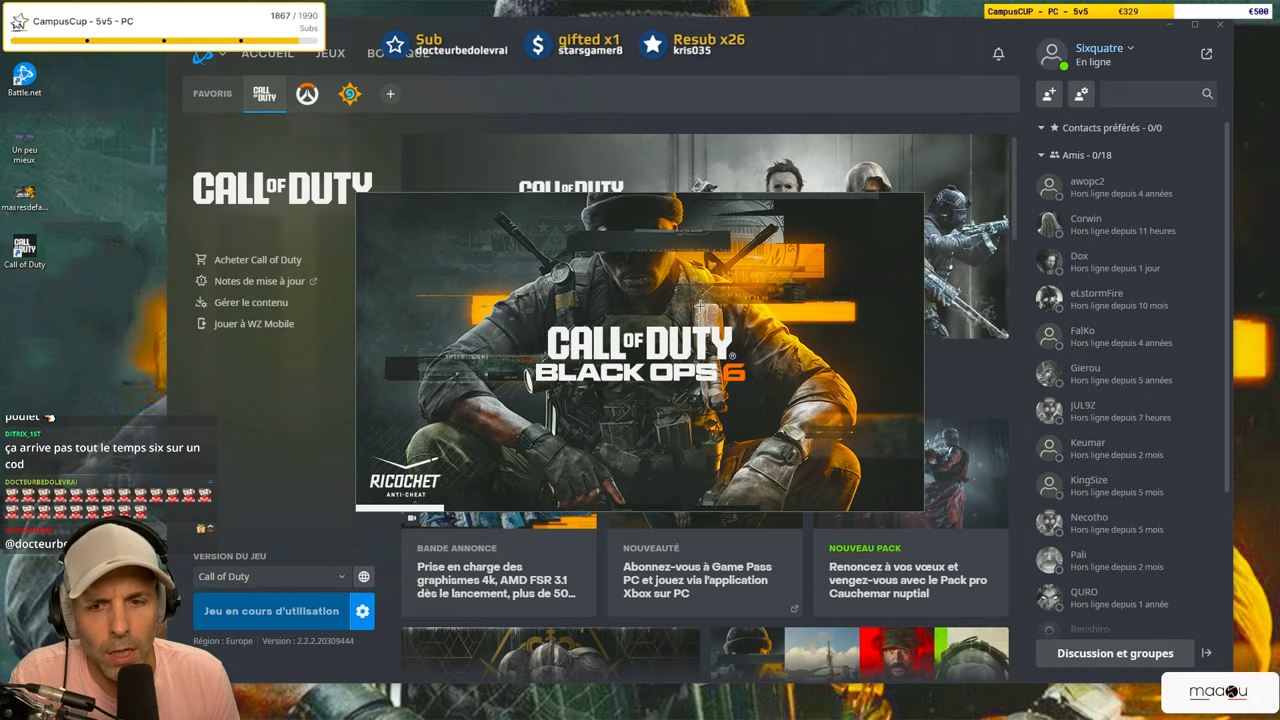 CampusCup - 5v5 - PC
1867 / 1990
Subs
Sub
docteurbedolevrai
gifted x1
starsgamer8
Resub x26
kris035
CampusCUP - PC - 5v5
€329
€500
Battle.net
Un peu
mieux
maxresdefa...
Call of Duty
ACCUEIL
JEUX
FAVORIS
CALL OF DUTY
CALL OF DUTY
Acheter Call of Duty
Notes de mise à jour
Gérer le contenu
Jouer à WZ Mobile
CALL OF DUTY
CALL OF DUTY®
BLACK OPS 6
RICOCHET
ANTI-CHEAT
Sixquatre
En ligne
Contacts préférés - 0/0
Amis - 0/18
awopc2
Hors ligne depuis 4 années
Corwin
Hors ligne depuis 11 heures
Dox
Hors ligne depuis 1 jour
eLstormFire
Hors ligne depuis 10 mois
FalKo
Hors ligne depuis 4 années
Gierou
Hors ligne depuis 5 années
JUL9Z
Hors ligne depuis 7 heures
Keumar
Hors ligne depuis 2 mois
KingSize
Hors ligne depuis 5 mois
Necotho
Hors ligne depuis 5 mois
Pali
Hors ligne depuis 2 mois
QURO
Hors ligne depuis 1 année
Renshiro
Discussion et groupes
poulet
DITRIX_1ST
ça arrive pas tout le temps six sur un
cod
DOCTEURBEDOLEVRAI
VERSION DU JEU
Call of Duty
Jeu en cours d'utilisation
Région : Europe
Version : 2.2.2.20309444
BANDE ANNONCE
Prise en charge des
graphismes 4k, AMD FSR 3.1
dès le lancement, plus de 50...
NOUVEAUTÉ
Abonnez-vous à Game Pass
PC et jouez via l'application
Xbox sur PC
NOUVEAU PACK
Renoncez à vos vœux et
vengez-vous avec le Pack pro
Cauchemar nuptial
maaKu